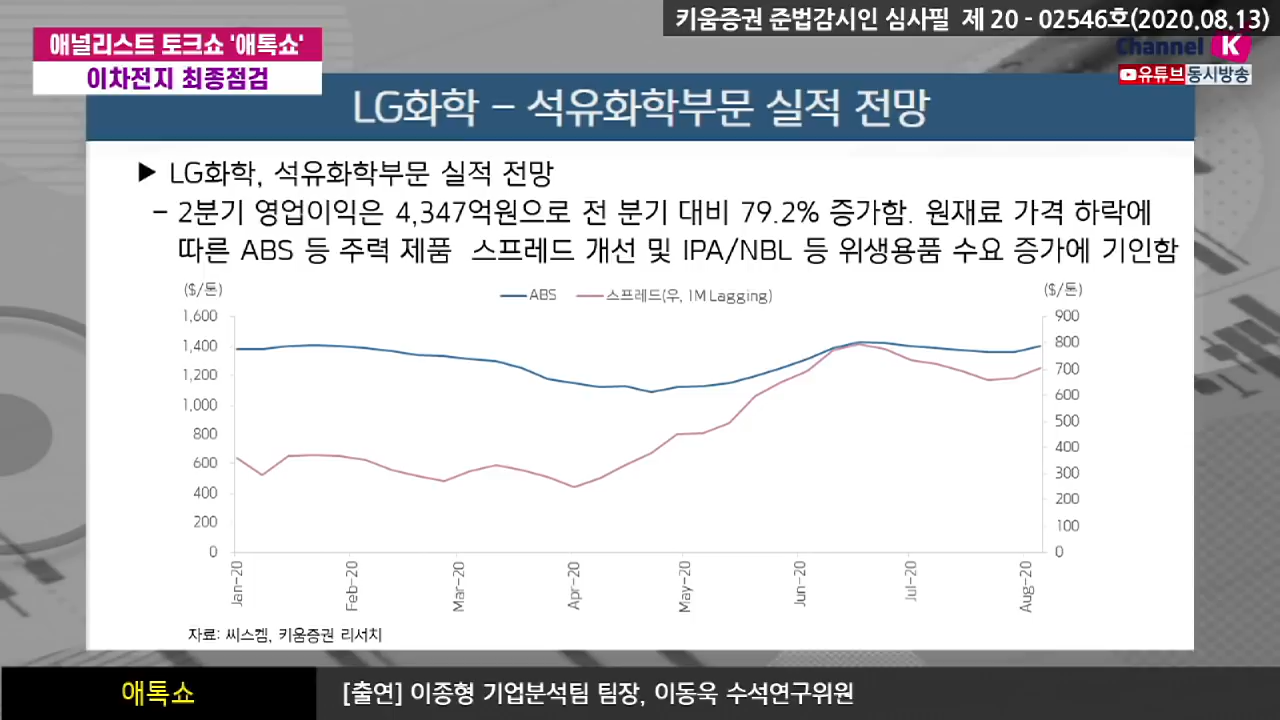 키움증권 준법감시인 심사필 제 20 - 02546호(2020.08.13)
애널리스트 토크쇼 '애톡쇼'
이차전지 최종점검
Channel K
유튜브동시방송
LG화학 – 석유화학부문 실적 전망
▶ LG화학, 석유화학부문 실적 전망
– 2분기 영업이익은 4,347억원으로 전 분기 대비 79.2% 증가함. 원재료 가격 하락에
따른 ABS 등 주력 제품 스프레드 개선 및 IPA/NBL 등 위생용품 수요 증가에 기인함
($/톤)
ABS
스프레드(우, 1M Lagging)
($/톤)
1,600
1,400
1,200
1,000
800
600
400
200
0
900
800
700
600
500
400
300
200
100
0
Jan-20
Feb-20
Mar-20
Apr-20
May-20
Jun-20
Jul-20
Aug-20
자료: 씨스켐, 키움증권 리서치
애톡쇼
[출연] 이종형 기업분석팀 팀장, 이동욱 수석연구위원